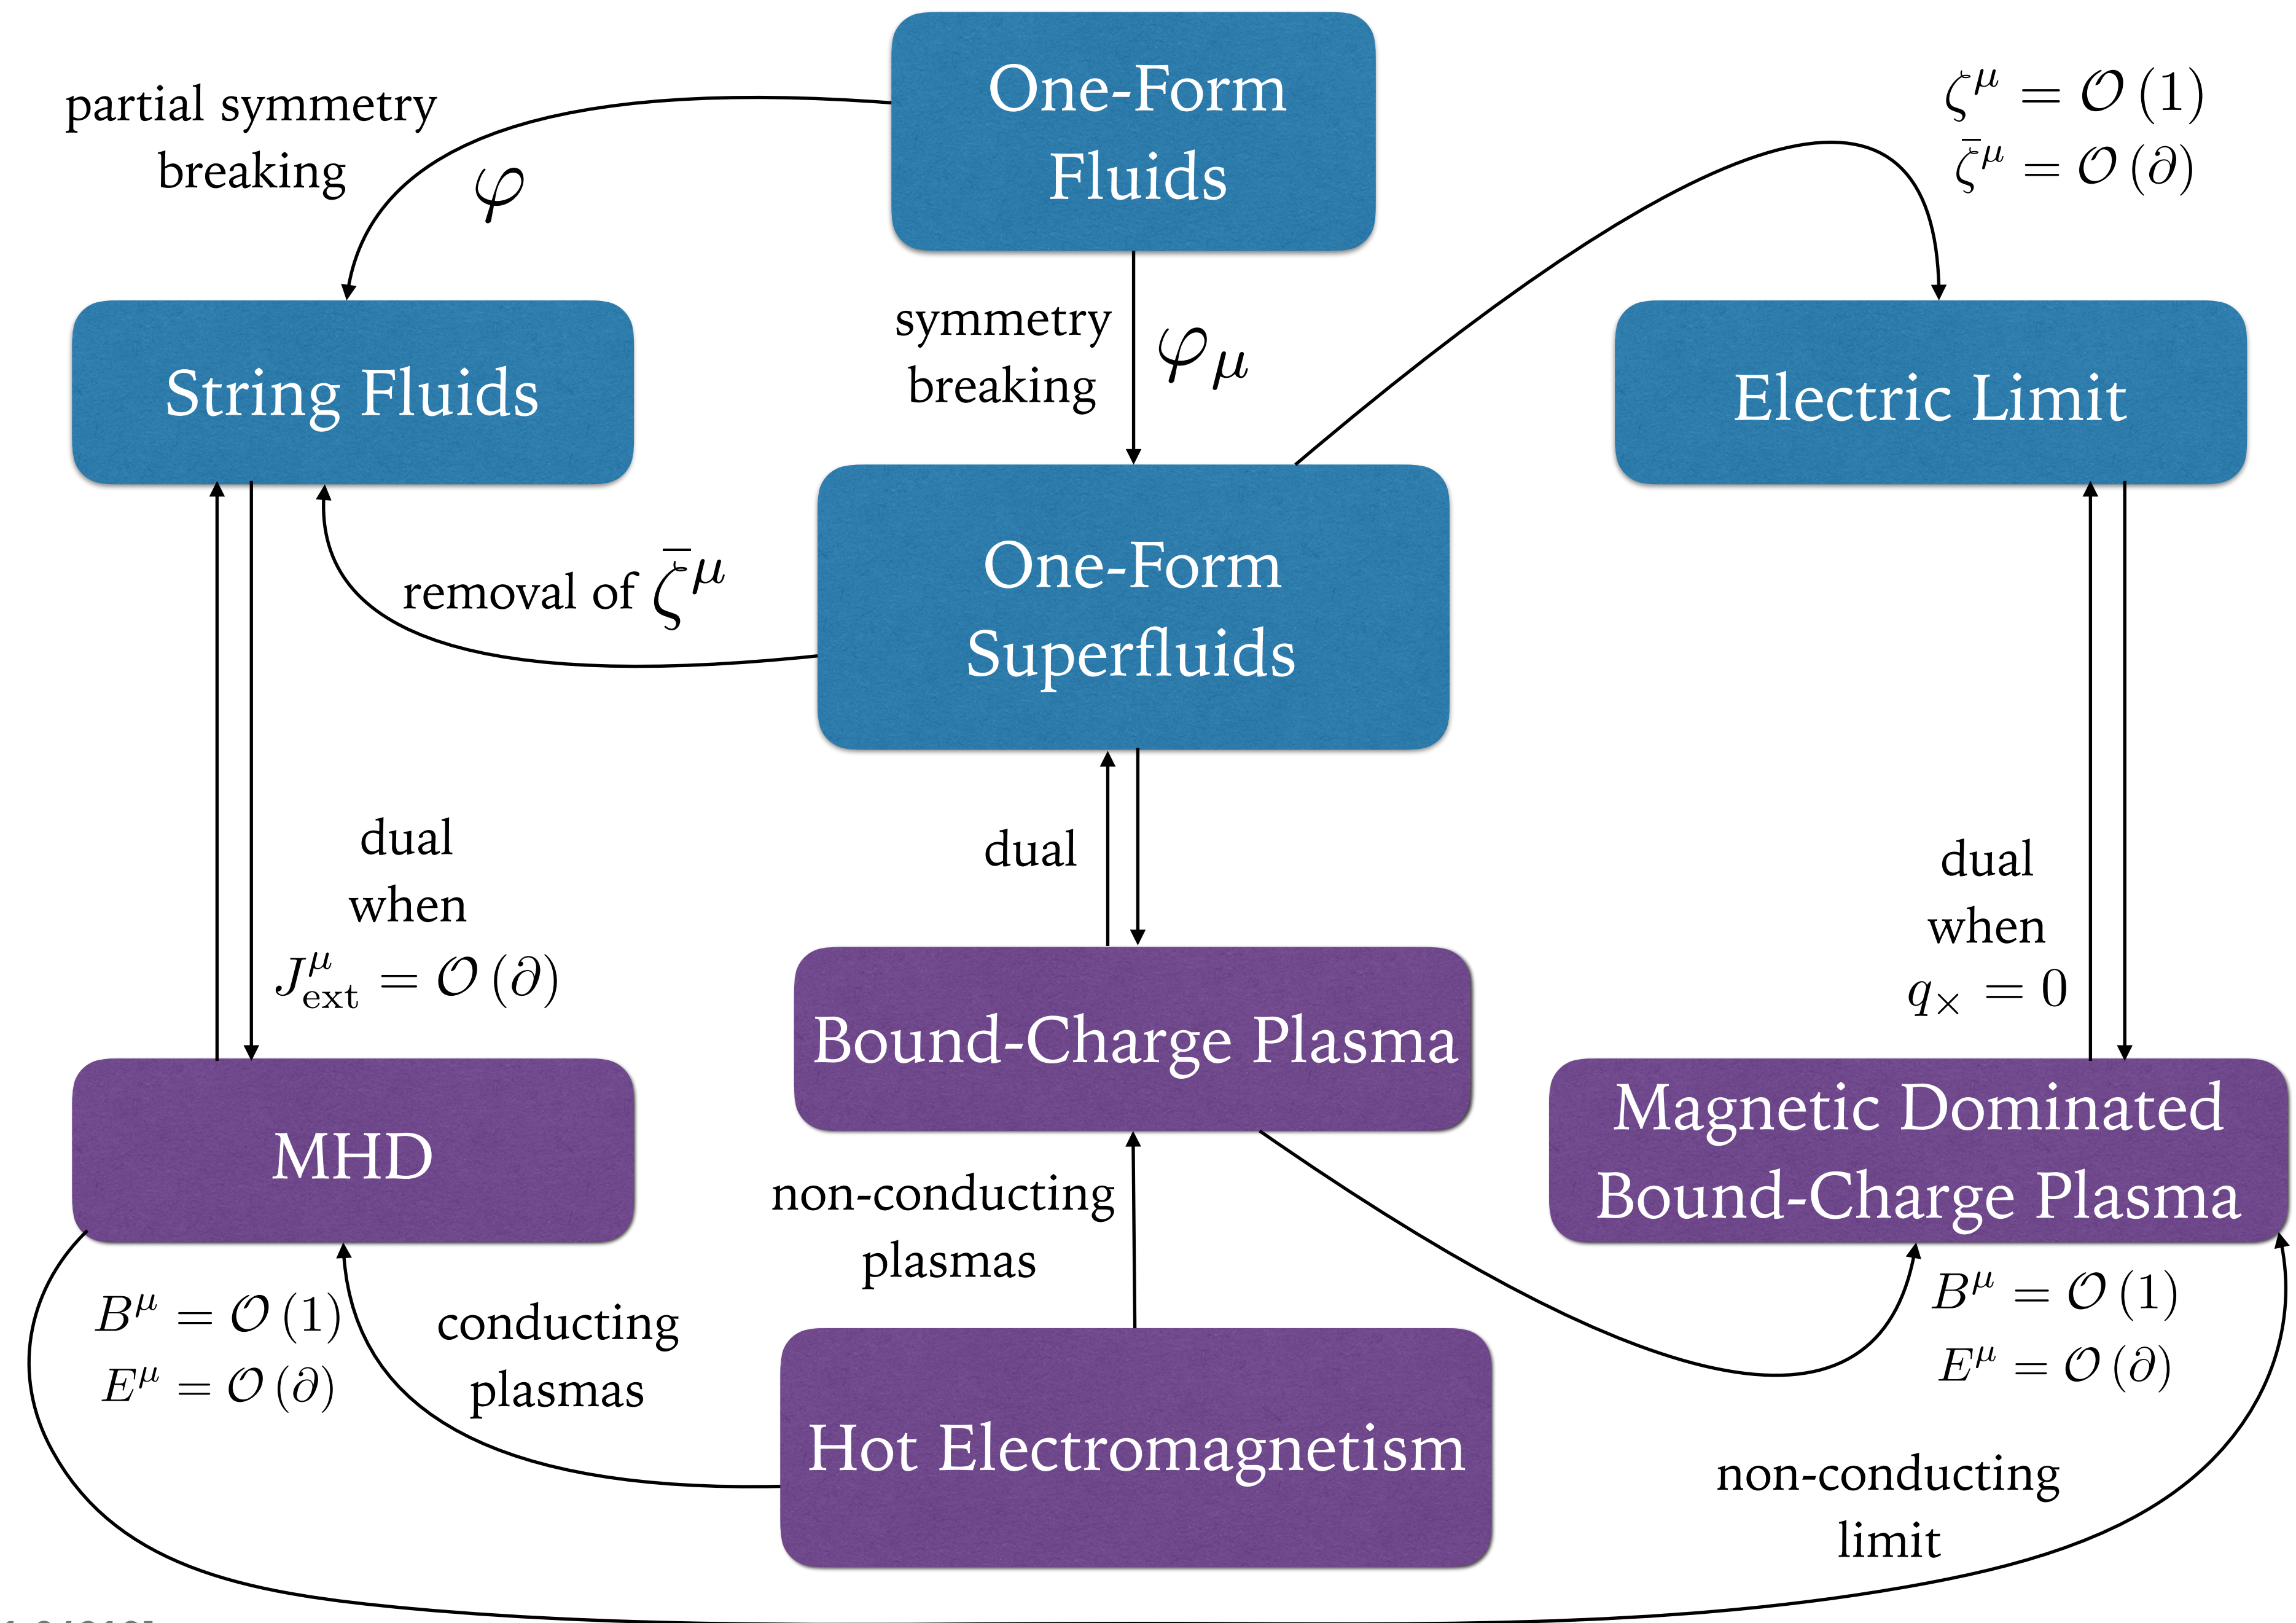 One-Form
Fluids
partial symmetry
breaking
φ
ζ^μ = 𝒪(1)
ζ̄^μ = 𝒪(∂)
symmetry
breaking
φ_μ
String Fluids
Electric Limit
One-Form
Superfluids
removal of ζ̄^μ
dual
when
J^μ_ext = 𝒪(∂)
dual
dual
when
q_× = 0
Bound-Charge Plasma
MHD
Magnetic Dominated
Bound-Charge Plasma
non-conducting
plasmas
B^μ = 𝒪(1)
E^μ = 𝒪(∂)
conducting
plasmas
B^μ = 𝒪(1)
E^μ = 𝒪(∂)
Hot Electromagnetism
non-conducting
limit